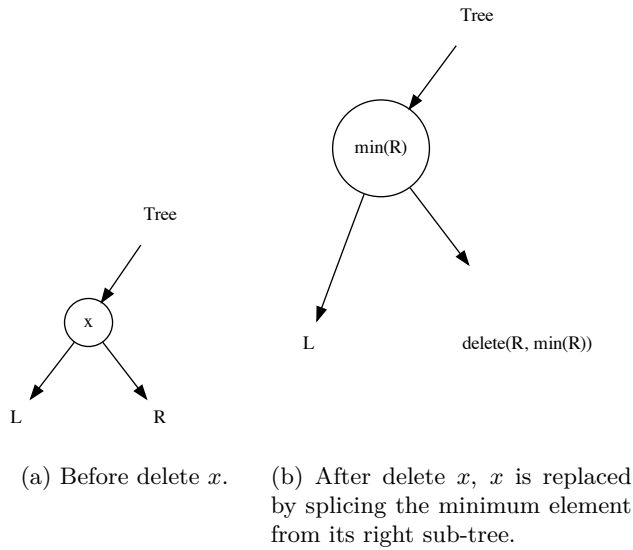 Tree
x
L
R
(a) Before delete x.
Tree
min(R)
L
delete(R, min(R))
(b) After delete x, x is replaced
by splicing the minimum element
from its right sub-tree.